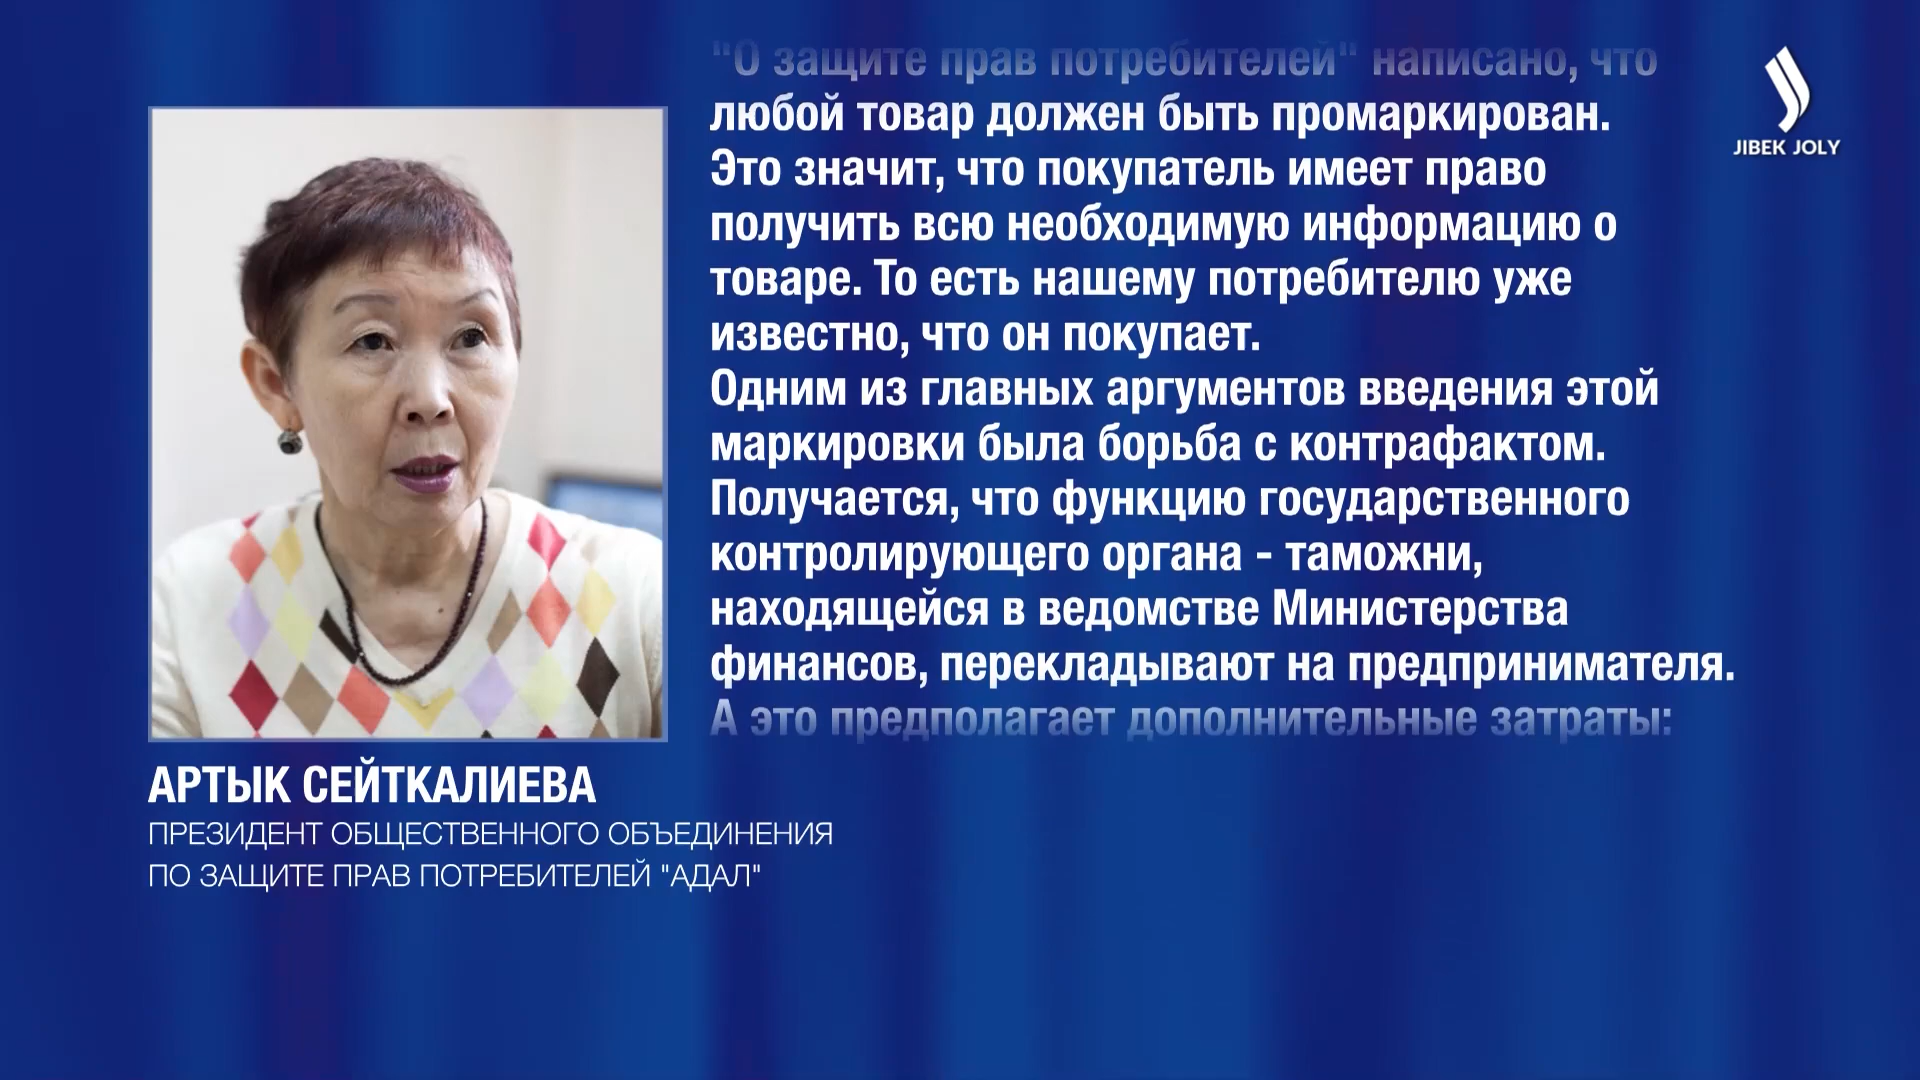 "О защите прав потребителей" написано, что
любой товар должен быть промаркирован.
Это значит, что покупатель имеет право
получить всю необходимую информацию о
товаре. То есть нашему потребителю уже
известно, что он покупает.
Одним из главных аргументов введения этой
маркировки была борьба с контрафактом.
Получается, что функцию государственного
контролирующего органа - таможни,
находящейся в ведомстве Министерства
финансов, перекладывают на предпринимателя.
А это предполагает дополнительные затраты:
JIBEK JOLY
АРТЫК СЕЙТКАЛИЕВА
ПРЕЗИДЕНТ ОБЩЕСТВЕННОГО ОБЪЕДИНЕНИЯ
ПО ЗАЩИТЕ ПРАВ ПОТРЕБИТЕЛЕЙ "АДАЛ"